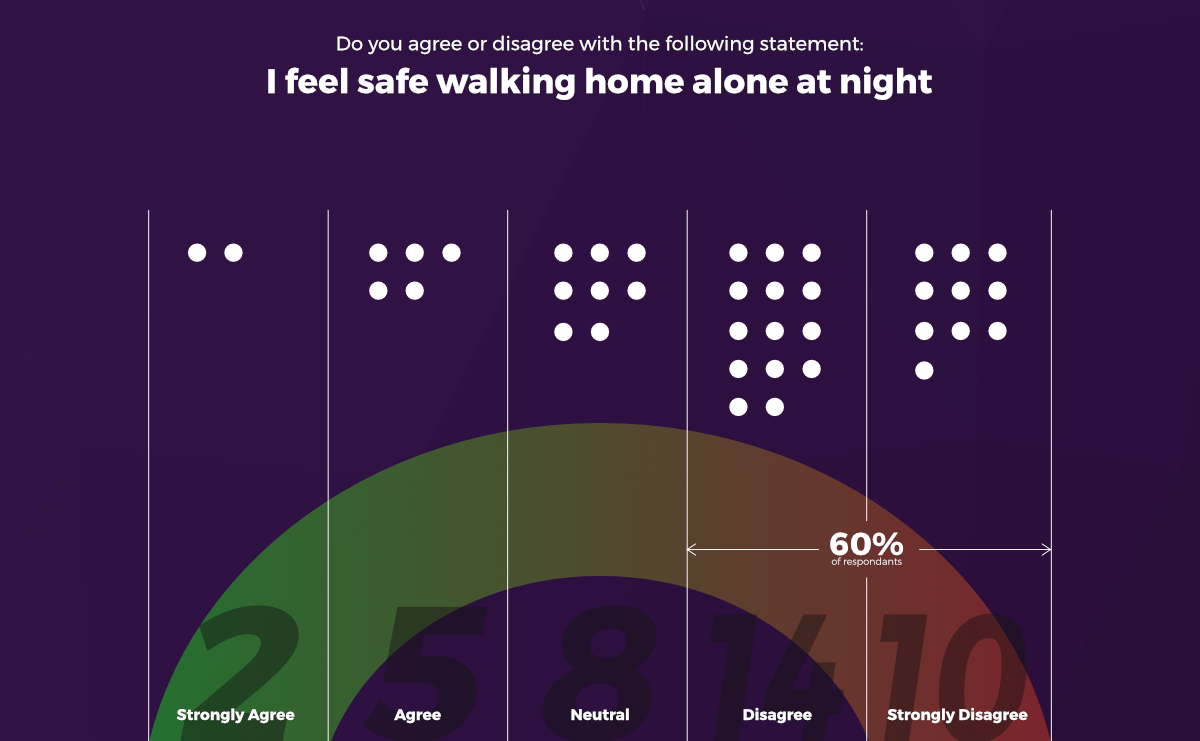 Do you agree or disagree with the following statement:
I feel safe walking home alone at night
60%
of respondants
2 5 8 14 10
Strongly Agree Agree Neutral Disagree Strongly Disagree